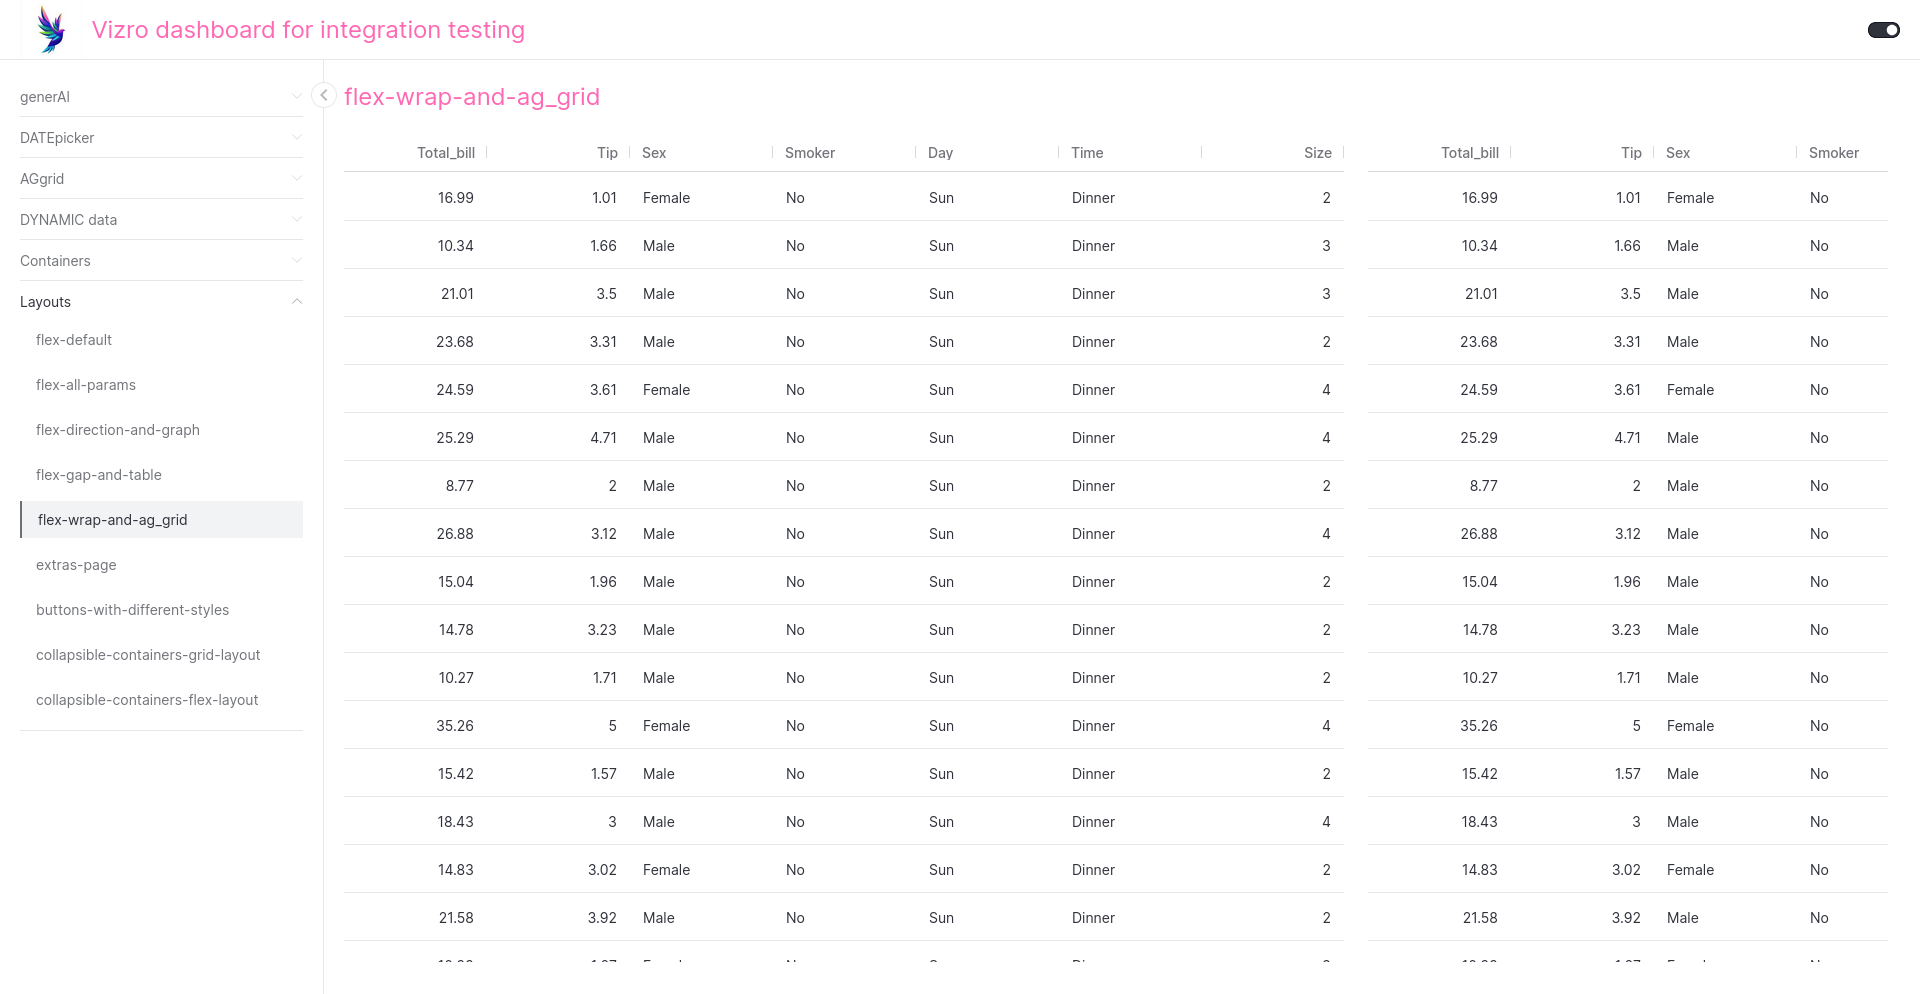 Vizro dashboard for integration testing
generAI
DATEpicker
AGgrid
DYNAMIC data
Containers
Layouts
flex-default
flex-all-params
flex-direction-and-graph
flex-gap-and-table
flex-wrap-and-ag_grid
extras-page
buttons-with-different-styles
collapsible-containers-grid-layout
collapsible-containers-flex-layout
flex-wrap-and-ag_grid
Total_bill Tip Sex Smoker Day Time Size Total_bill Tip Sex Smoker
16.99 1.01 Female No Sun Dinner 2 16.99 1.01 Female No
10.34 1.66 Male No Sun Dinner 3 10.34 1.66 Male No
21.01 3.5 Male No Sun Dinner 3 21.01 3.5 Male No
23.68 3.31 Male No Sun Dinner 2 23.68 3.31 Male No
24.59 3.61 Female No Sun Dinner 4 24.59 3.61 Female No
25.29 4.71 Male No Sun Dinner 4 25.29 4.71 Male No
8.77 2 Male No Sun Dinner 2 8.77 2 Male No
26.88 3.12 Male No Sun Dinner 4 26.88 3.12 Male No
15.04 1.96 Male No Sun Dinner 2 15.04 1.96 Male No
14.78 3.23 Male No Sun Dinner 2 14.78 3.23 Male No
10.27 1.71 Male No Sun Dinner 2 10.27 1.71 Male No
35.26 5 Female No Sun Dinner 4 35.26 5 Female No
15.42 1.57 Male No Sun Dinner 2 15.42 1.57 Male No
18.43 3 Male No Sun Dinner 4 18.43 3 Male No
14.83 3.02 Female No Sun Dinner 2 14.83 3.02 Female No
21.58 3.92 Male No Sun Dinner 2 21.58 3.92 Male No